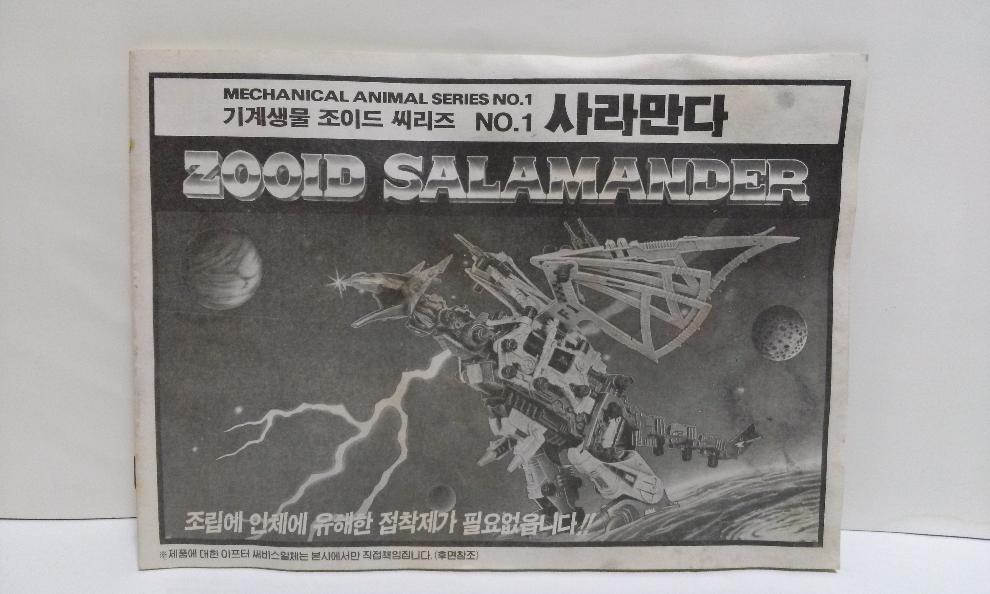 MECHANICAL ANIMAL SERIES NO.1
기계생물 조이드 씨리즈 NO.1 사라만다
ZOOID SALAMANDER
조립에 인체에 유해한 접착제가 필요없읍니다!!
※제품에 대한 아프터 써비스일체는 본사에서만 직접책임집니다. (후면참조)